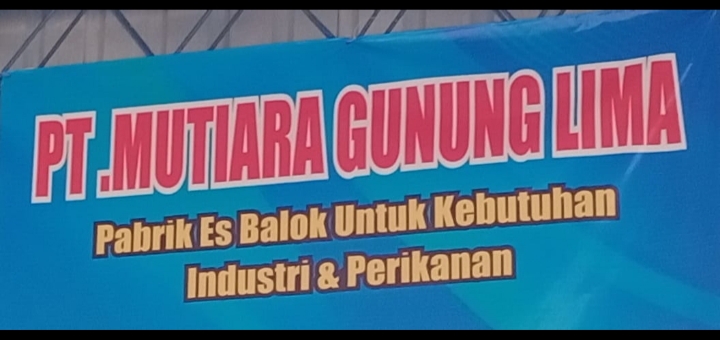 PT .MUTIARA GUNUNG LIMA
Pabrik Es Balok Untuk Kebutuhan
Industri & Perikanan